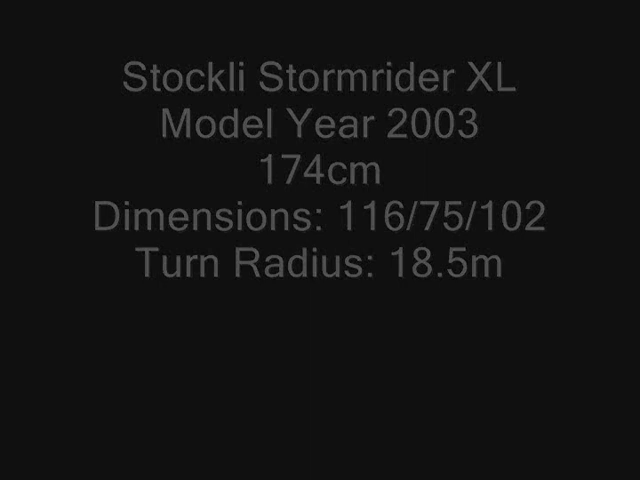 Stockli Stormrider XL
Model Year 2003
174cm
Dimensions: 116/75/102
Turn Radius: 18.5m